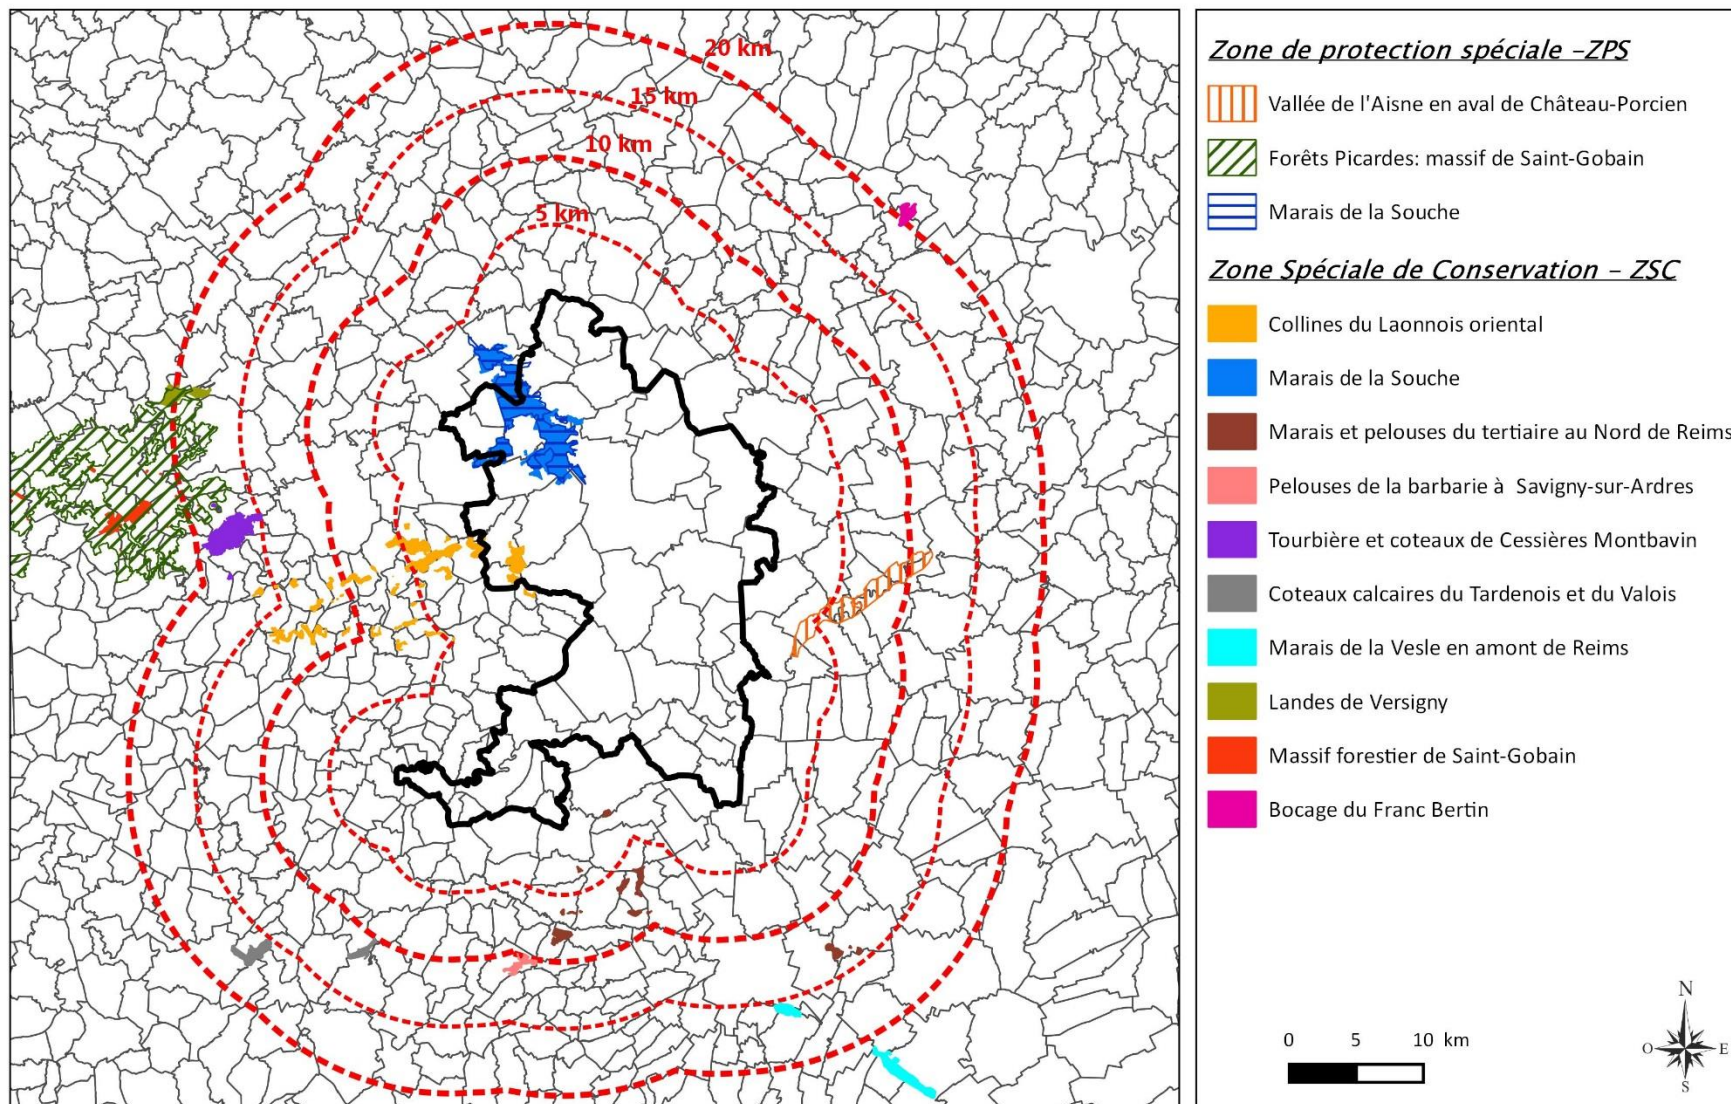 20 km
15 km
10 km
5 km
Zone de protection spéciale -ZPS
Vallée de l'Aisne en aval de Château-Porcien
Forêts Picardes: massif de Saint-Gobain
Marais de la Souche
Zone Spéciale de Conservation - ZSC
Collines du Laonnois oriental
Marais de la Souche
Marais et pelouses du tertiaire au Nord de Reims
Pelouses de la barbarie à Savigny-sur-Ardres
Tourbière et coteaux de Cessières Montbavin
Coteaux calcaires du Tardenois et du Valois
Marais de la Vesle en amont de Reims
Landes de Versigny
Massif forestier de Saint-Gobain
Bocage du Franc Bertin
0 5 10 km
N
O E
S